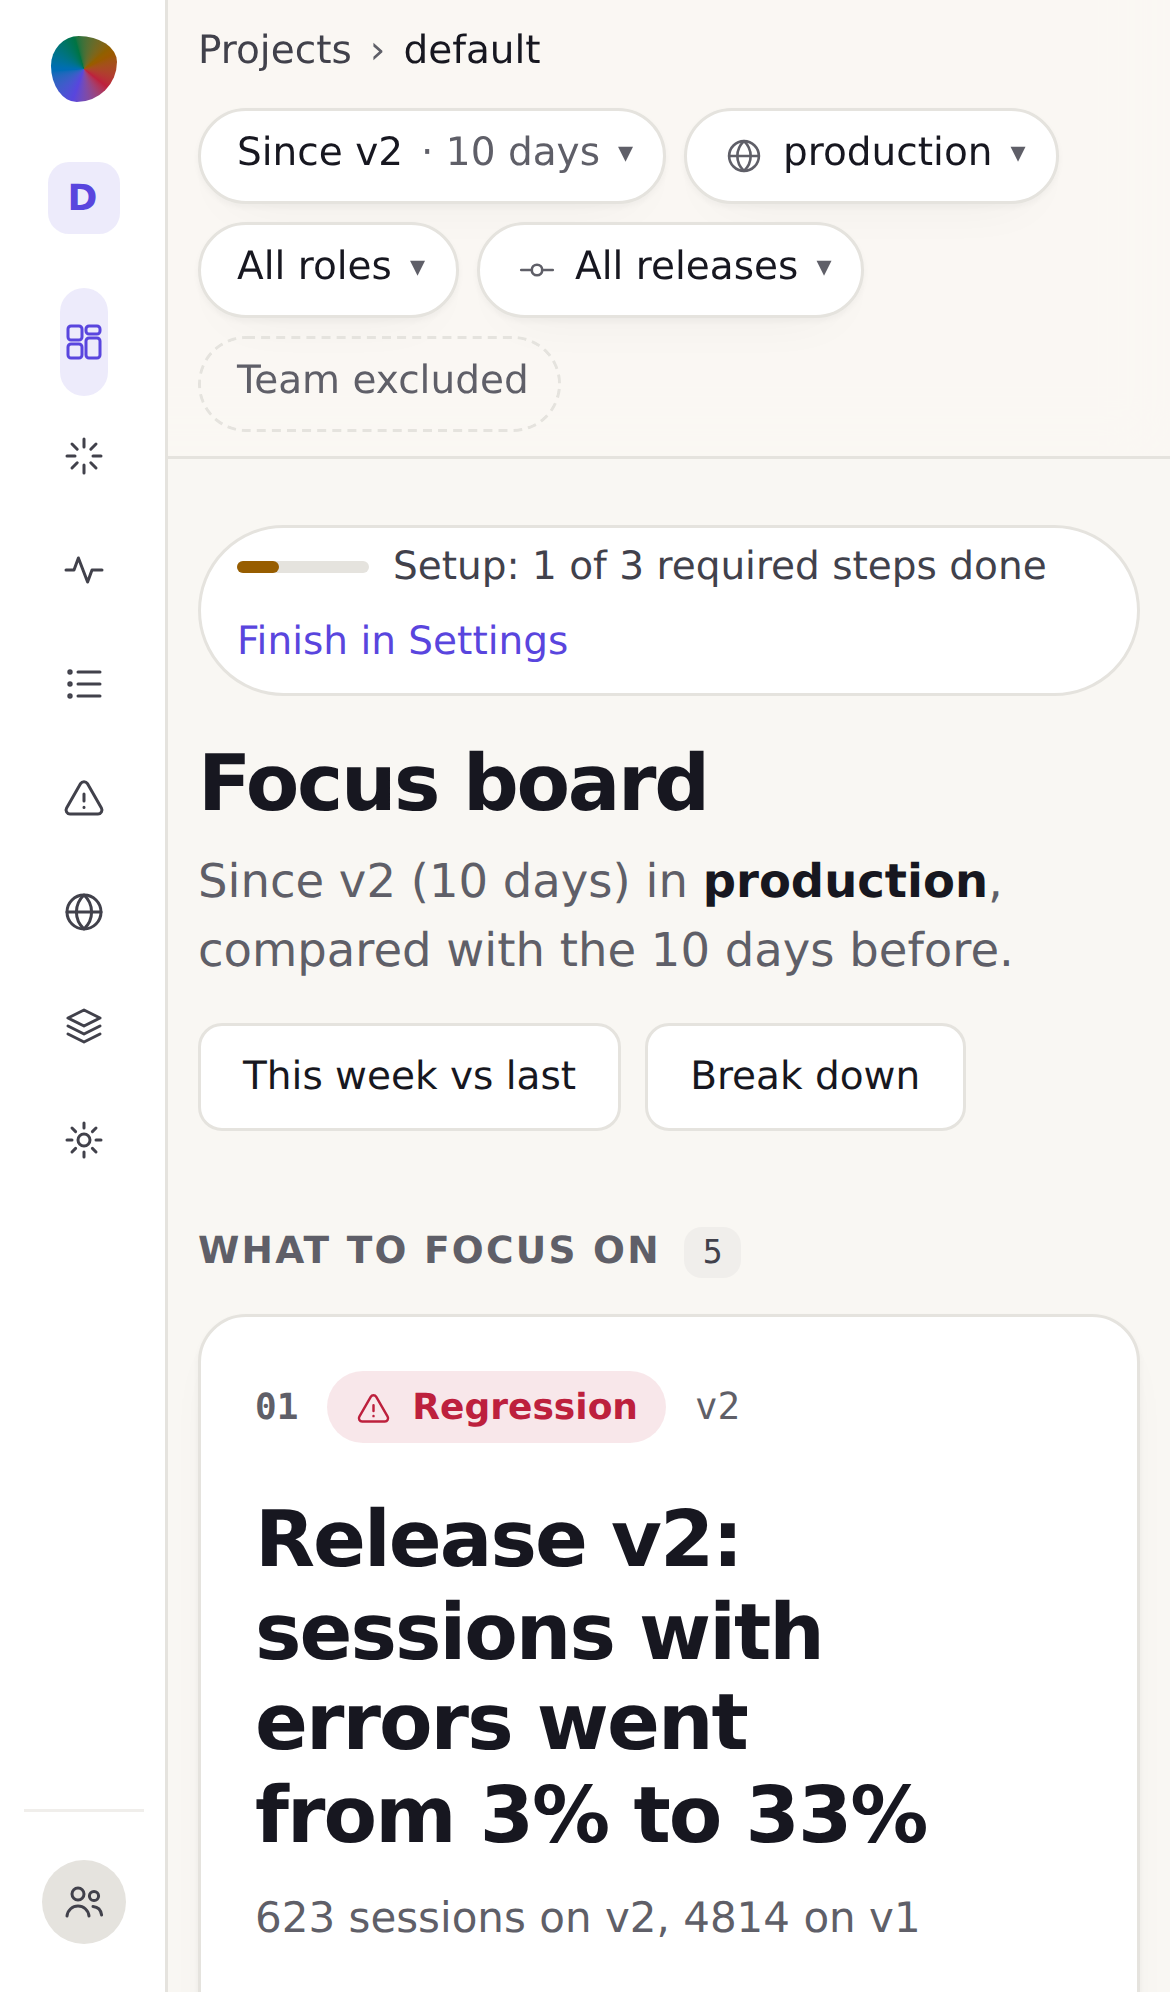 Projects › default
Since v2 · 10 days ▾
production ▾
All roles ▾
All releases ▾
Team excluded
D
Setup: 1 of 3 required steps done
Finish in Settings
Focus board
Since v2 (10 days) in production,
compared with the 10 days before.
This week vs last
Break down
WHAT TO FOCUS ON 5
01 Regression v2
Release v2:
sessions with
errors went
from 3% to 33%
623 sessions on v2, 4814 on v1